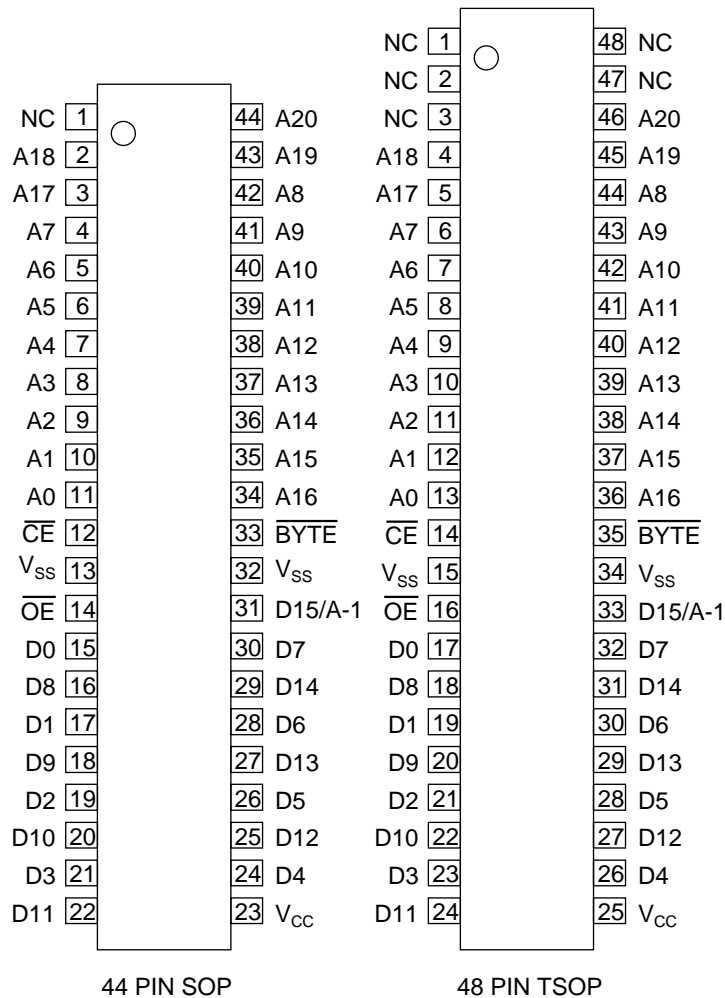 NC 1 48 NC
NC 2 47 NC
NC 1 44 A20 NC 3 46 A20
A18 2 43 A19 A18 4 45 A19
A17 3 42 A8 A17 5 44 A8
A7 4 41 A9 A7 6 43 A9
A6 5 40 A10 A6 7 42 A10
A5 6 39 A11 A5 8 41 A11
A4 7 38 A12 A4 9 40 A12
A3 8 37 A13 A3 10 39 A13
A2 9 36 A14 A2 11 38 A14
A1 10 35 A15 A1 12 37 A15
A0 11 34 A16 A0 13 36 A16
C̅E̅ 12 33 B̅Y̅T̅E̅ C̅E̅ 14 35 B̅Y̅T̅E̅
VSS 13 32 VSS VSS 15 34 VSS
O̅E̅ 14 31 D15/A-1 O̅E̅ 16 33 D15/A-1
D0 15 30 D7 D0 17 32 D7
D8 16 29 D14 D8 18 31 D14
D1 17 28 D6 D1 19 30 D6
D9 18 27 D13 D9 20 29 D13
D2 19 26 D5 D2 21 28 D5
D10 20 25 D12 D10 22 27 D12
D3 21 24 D4 D3 23 26 D4
D11 22 23 VCC D11 24 25 VCC
44 PIN SOP 48 PIN TSOP